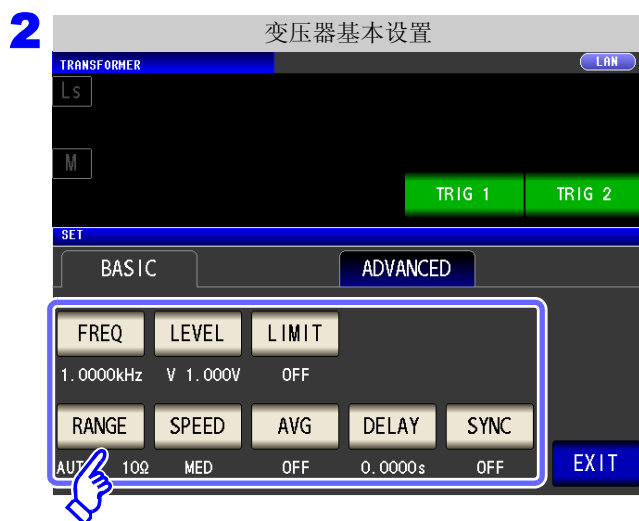 2
变压器基本设置
TRANSFORMER
LAN
Ls
M
TRIG 1 TRIG 2
SET
BASIC ADVANCED
FREQ LEVEL LIMIT
1.0000kHz V 1.000V OFF
RANGE SPEED AVG DELAY SYNC
10Ω MED OFF 0.0000s OFF
EXIT